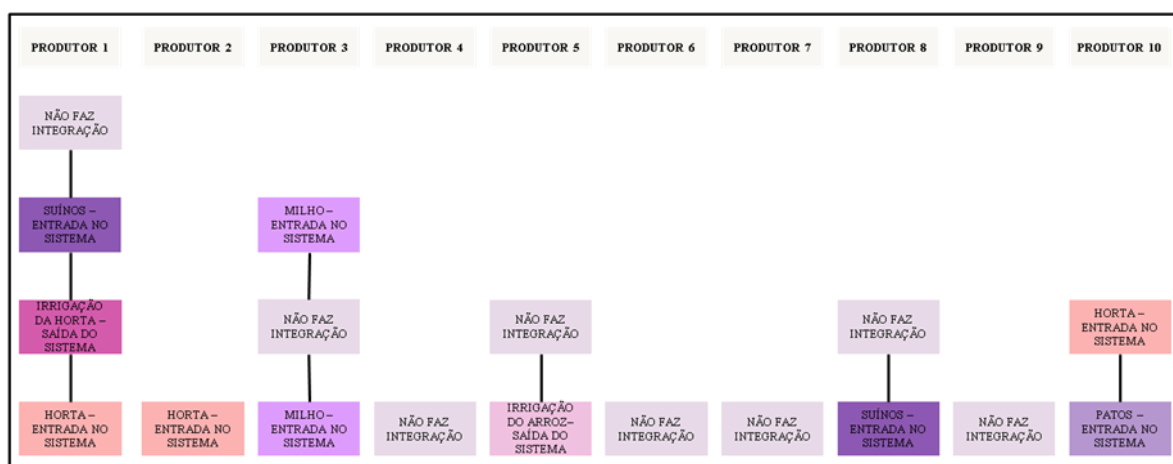 PRODUTOR 1
PRODUTOR 2
PRODUTOR 3
PRODUTOR 4
PRODUTOR 5
PRODUTOR 6
PRODUTOR 7
PRODUTOR 8
PRODUTOR 9
PRODUTOR 10
NÃO FAZ
INTEGRAÇÃO
SUÍNOS –
ENTRADA NO
SISTEMA
MILHO –
ENTRADA NO
SISTEMA
IRRIGAÇÃO
DA HORTA –
SAÍDA DO
SISTEMA
NÃO FAZ
INTEGRAÇÃO
NÃO FAZ
INTEGRAÇÃO
NÃO FAZ
INTEGRAÇÃO
HORTA –
ENTRADA NO
SISTEMA
HORTA –
ENTRADA NO
SISTEMA
HORTA –
ENTRADA NO
SISTEMA
MILHO –
ENTRADA NO
SISTEMA
NÃO FAZ
INTEGRAÇÃO
IRRIGAÇÃO
DO ARROZ–
SAÍDA DO
SISTEMA
NÃO FAZ
INTEGRAÇÃO
NÃO FAZ
INTEGRAÇÃO
SUÍNOS –
ENTRADA NO
SISTEMA
NÃO FAZ
INTEGRAÇÃO
PATOS –
ENTRADA NO
SISTEMA